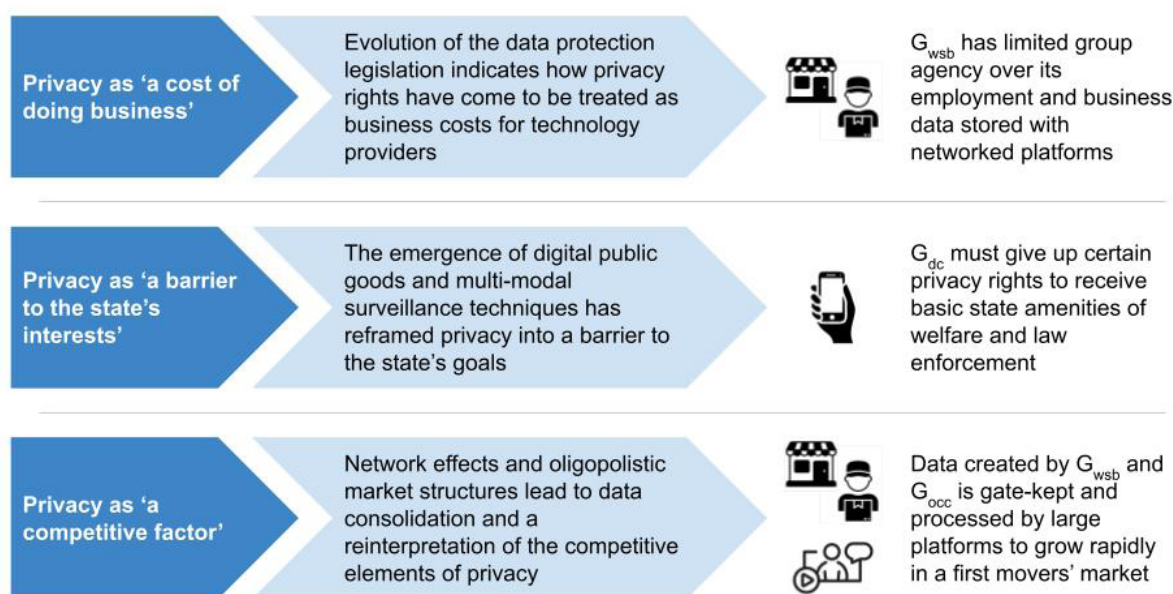 Privacy as ‘a cost of
doing business’
Evolution of the data protection
legislation indicates how privacy
rights have come to be treated as
business costs for technology
providers
G_wsb has limited group
agency over its
employment and business
data stored with
networked platforms
Privacy as ‘a barrier
to the state’s
interests’
The emergence of digital public
goods and multi-modal
surveillance techniques has
reframed privacy into a barrier to
the state’s goals
G_dc must give up certain
privacy rights to receive
basic state amenities of
welfare and law
enforcement
Privacy as ‘a
competitive factor’
Network effects and oligopolistic
market structures lead to data
consolidation and a
reinterpretation of the competitive
elements of privacy
Data created by G_wsb and
G_occ is gate-kept and
processed by large
platforms to grow rapidly
in a first movers’ market